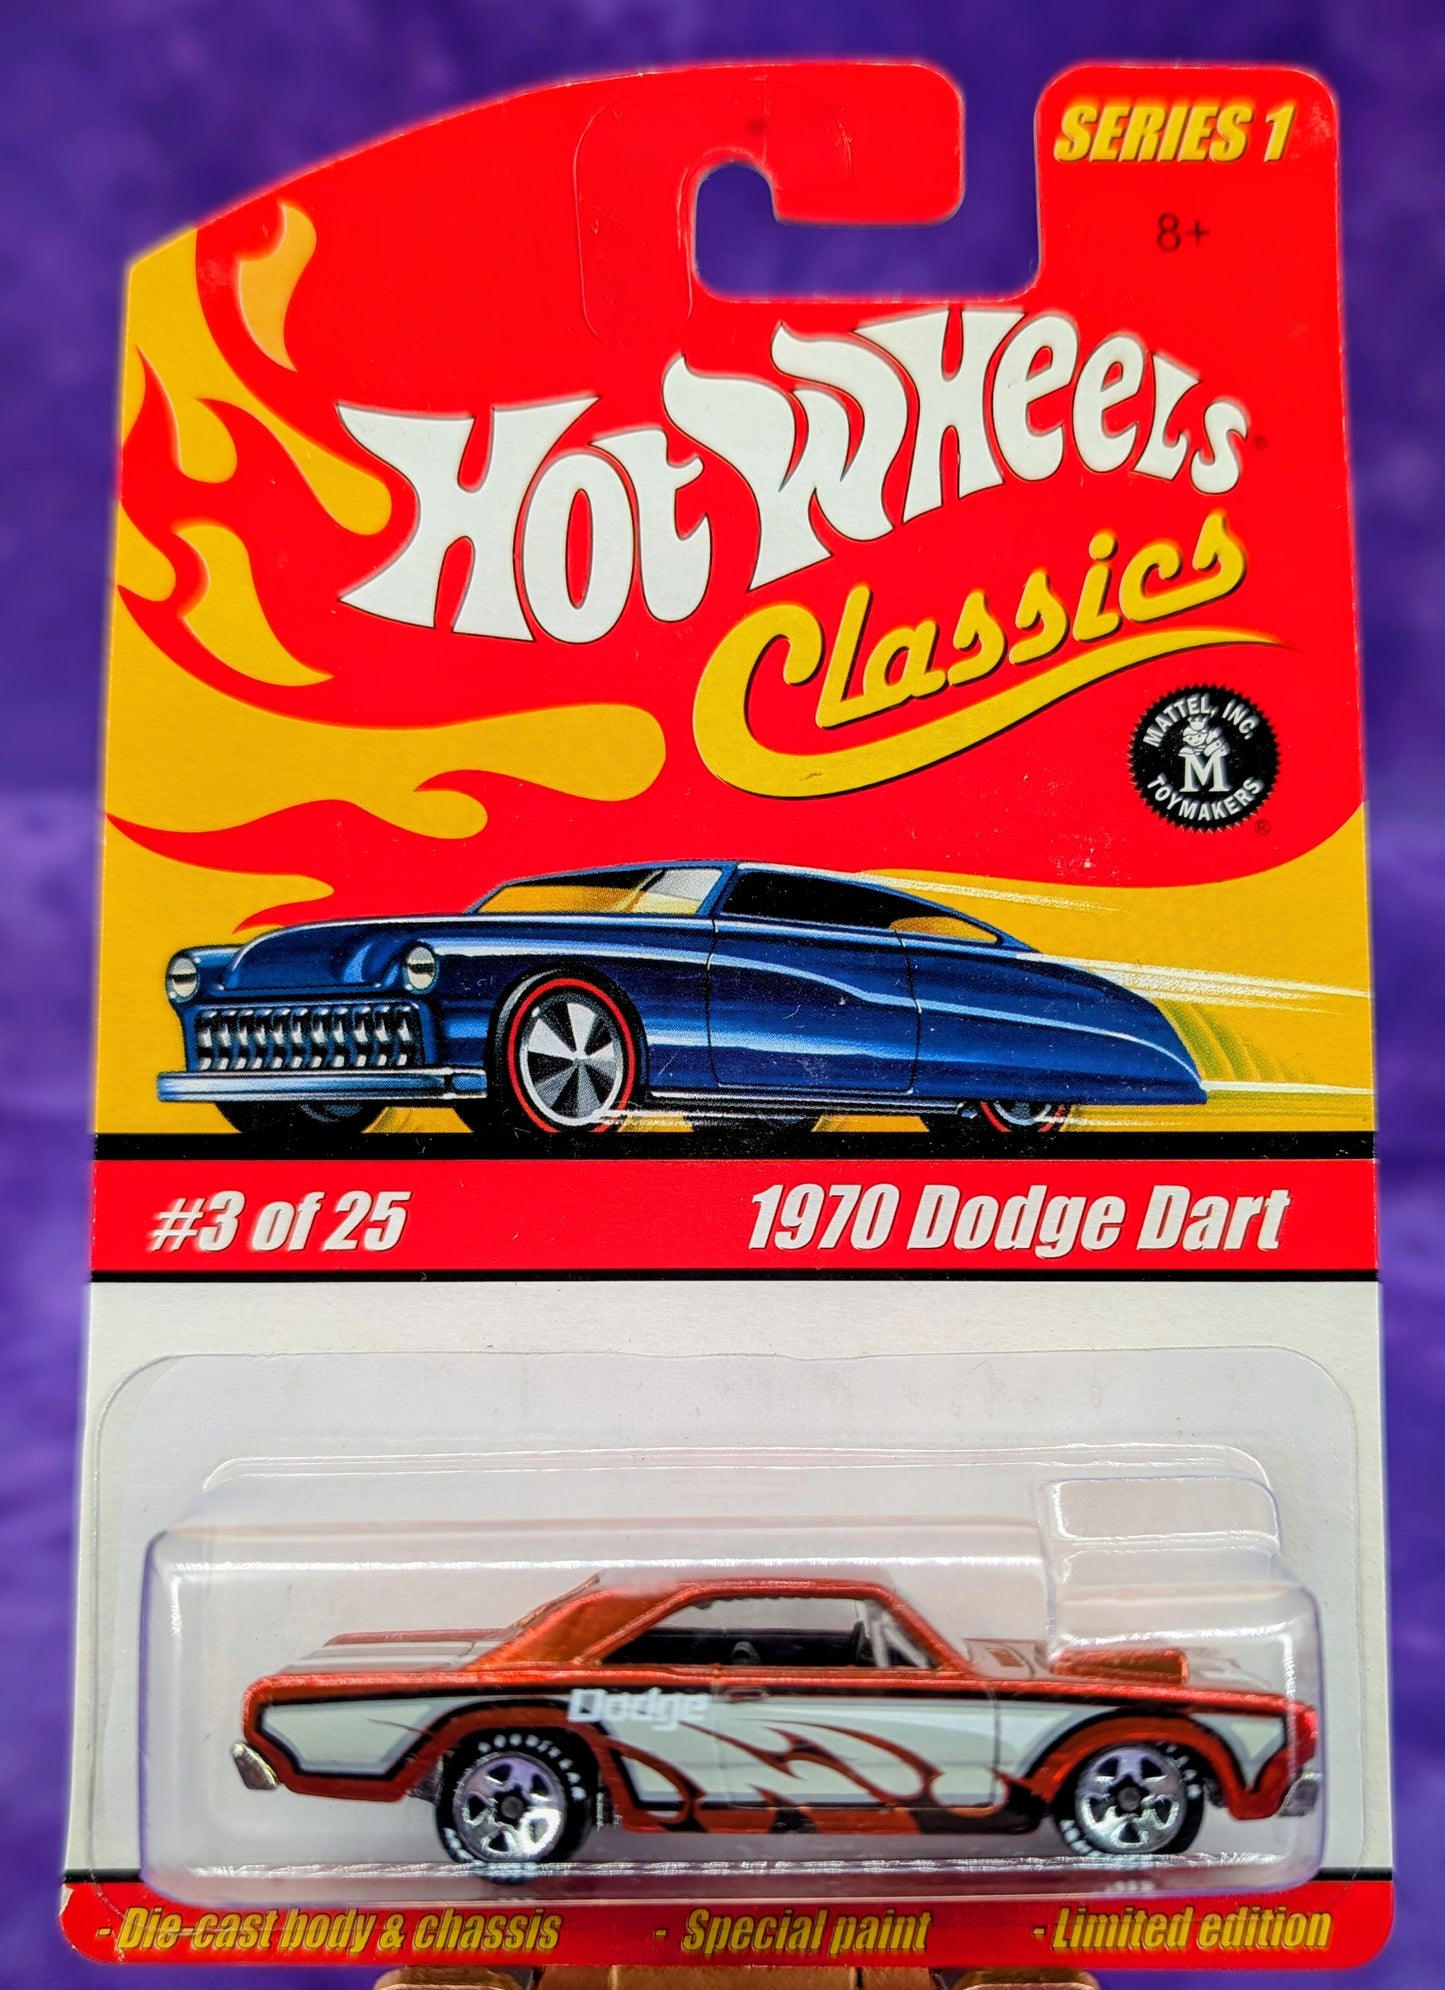 SERIES 1
8+
Hot Wheels®
Classics
MATTEL, INC.
M
TOYMAKERS
®
#3 of 25
1970 Dodge Dart
Dodge
GOODYEAR
- Die-cast body & chassis - Special paint - Limited edition